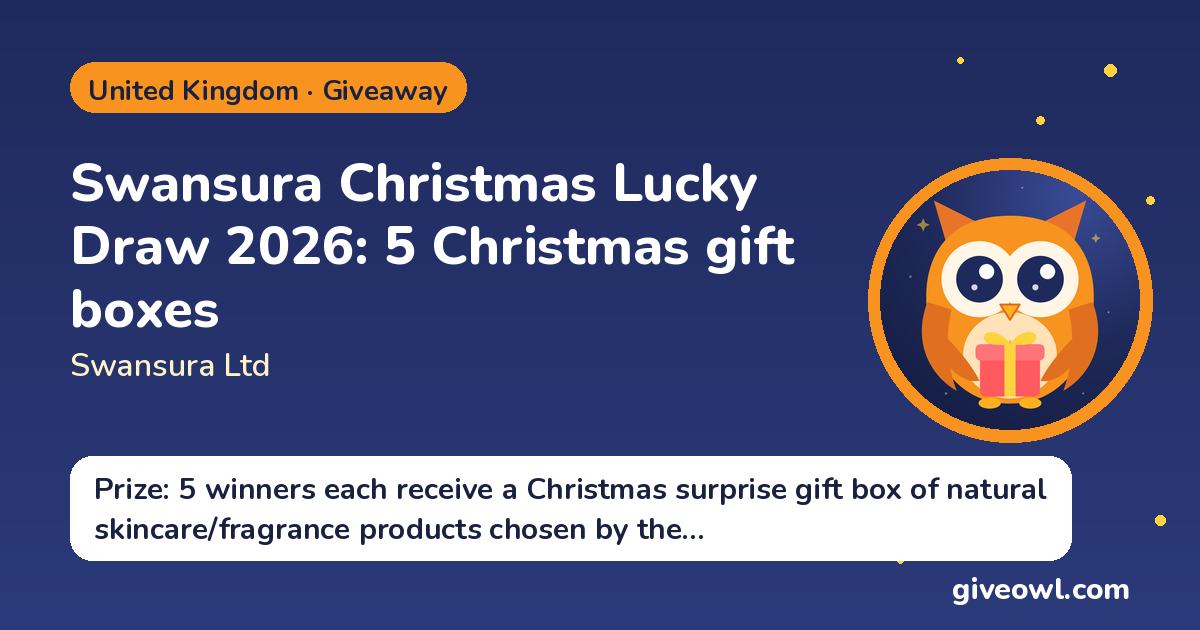 United Kingdom · Giveaway
Swansura Christmas Lucky
Draw 2026: 5 Christmas gift
boxes
Swansura Ltd
Prize: 5 winners each receive a Christmas surprise gift box of natural
skincare/fragrance products chosen by the...
giveowl.com